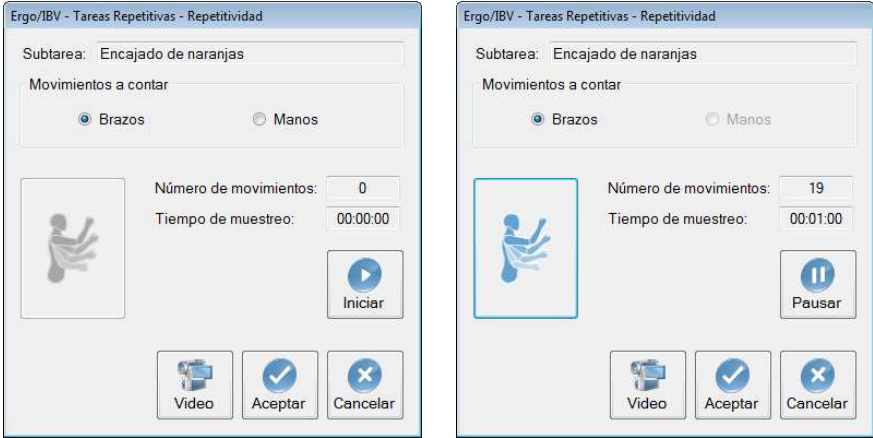 Ergo/IBV - Tareas Repetitivas - Repetitividad
Subtarea: Encajado de naranjas
Movimientos a contar
Brazos Manos
Número de movimientos: 0
Tiempo de muestreo: 00:00:00
Iniciar
Video Aceptar Cancelar
Ergo/IBV - Tareas Repetitivas - Repetitividad
Subtarea: Encajado de naranjas
Movimientos a contar
Brazos Manos
Número de movimientos: 19
Tiempo de muestreo: 00:01:00
Pausar
Video Aceptar Cancelar